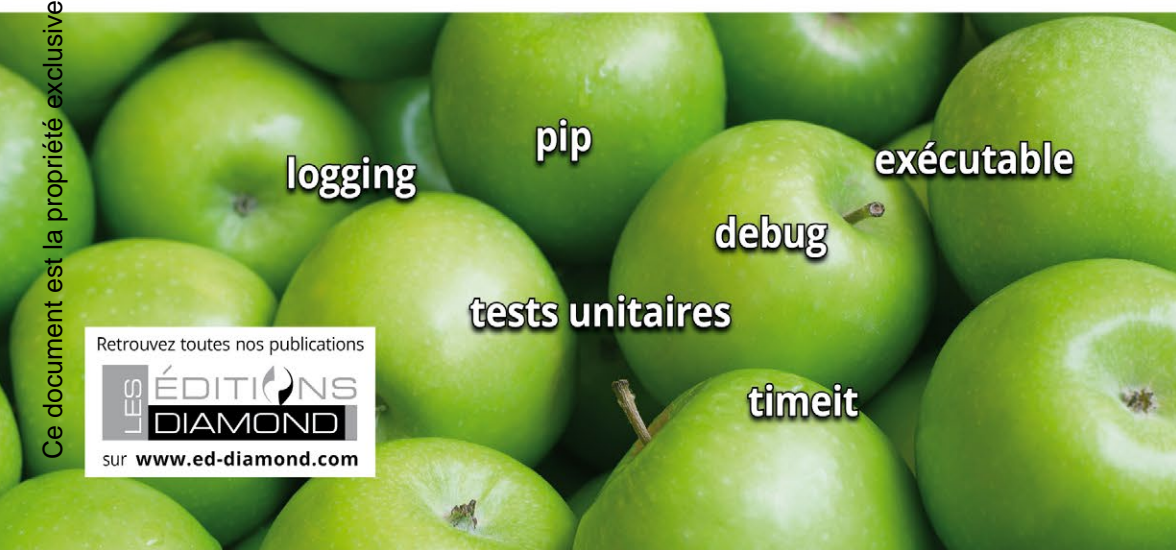 Ce document est la propriété exclusive
pip
exécutable
logging
debug
tests unitaires
timeit
Retrouvez toutes nos publications
LES ÉDITIONS
DIAMOND
sur www.ed-diamond.com